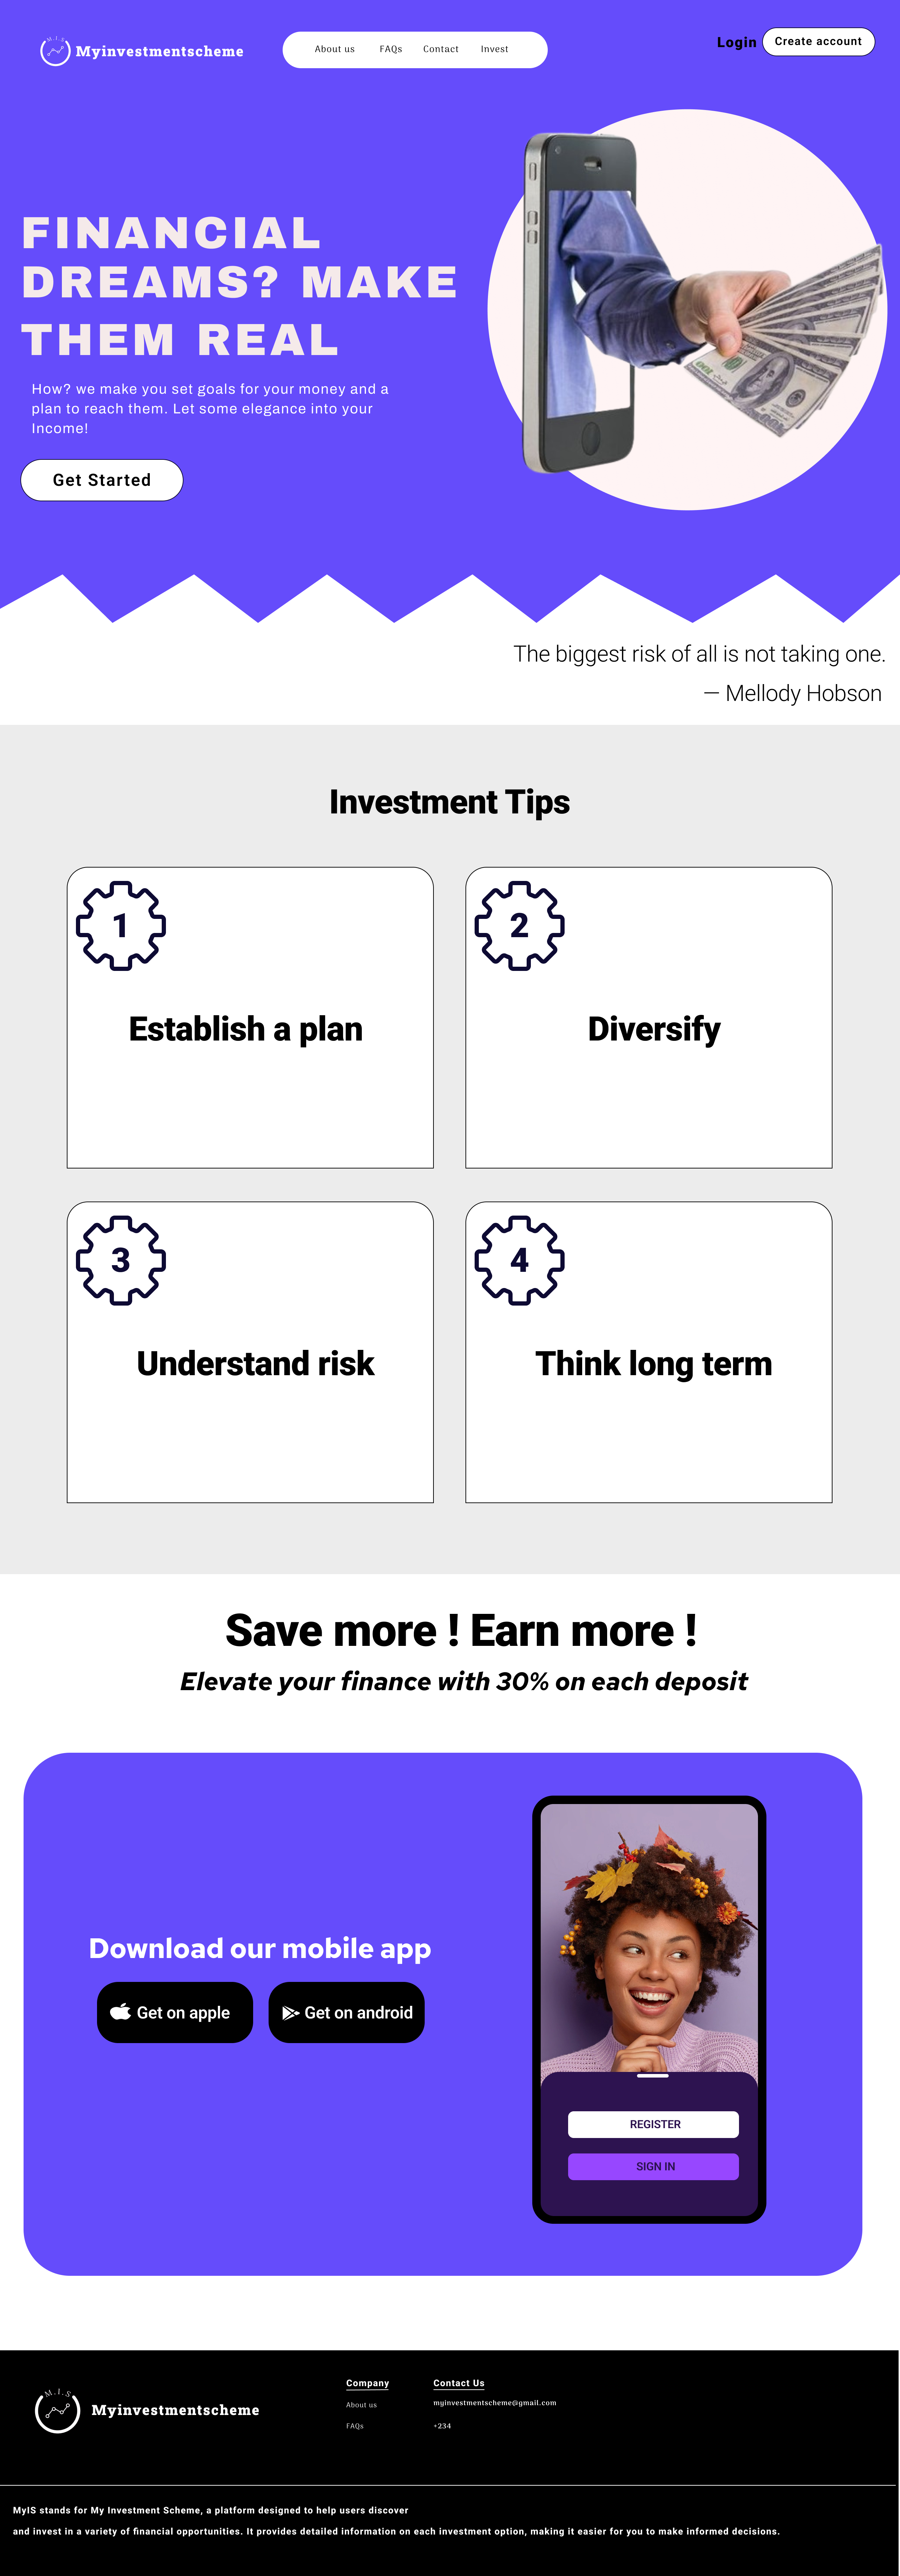 M.I.S
Myinvestmentscheme
About us FAQs Contact Invest
Login
Create account
FINANCIAL
DREAMS? MAKE
THEM REAL
How? we make you set goals for your money and a
plan to reach them. Let some elegance into your
Income!
Get Started
The biggest risk of all is not taking one.
— Mellody Hobson
Investment Tips
1
Establish a plan
2
Diversify
3
Understand risk
4
Think long term
Save more ! Earn more !
Elevate your finance with 30% on each deposit
Download our mobile app
Get on apple
Get on android
REGISTER
SIGN IN
M.I.S
Myinvestmentscheme
Company
About us
FAQs
Contact Us
myinvestmentscheme@gmail.com
+234
MyIS stands for My Investment Scheme, a platform designed to help users discover
and invest in a variety of financial opportunities. It provides detailed information on each investment option, making it easier for you to make informed decisions.